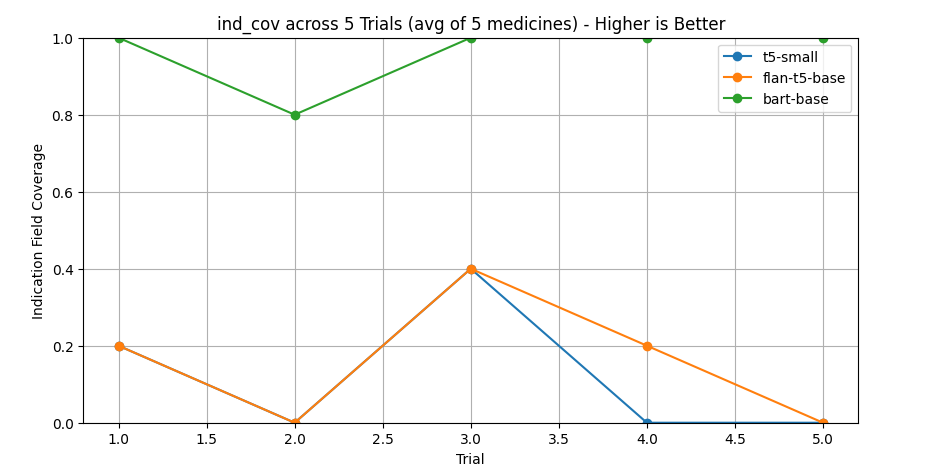 ind_cov across 5 Trials (avg of 5 medicines) - Higher is Better
Indication Field Coverage
1.0
0.8
0.6
0.4
0.2
0.0
t5-small
flan-t5-base
bart-base
1.0 1.5 2.0 2.5 3.0 3.5 4.0 4.5 5.0
Trial